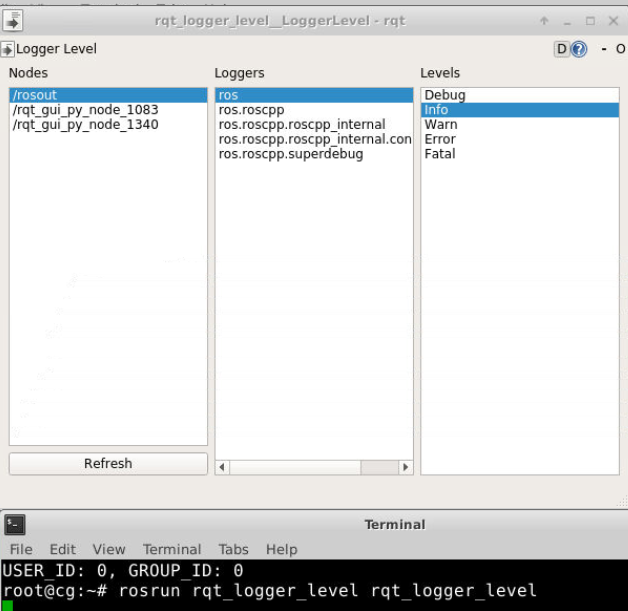 rqt_logger_level__LoggerLevel - rqt
Logger Level
D ? - O
Nodes
/rosout
/rqt_gui_py_node_1083
/rqt_gui_py_node_1340
Refresh
Loggers
ros
ros.roscpp
ros.roscpp.roscpp_internal
ros.roscpp.roscpp_internal.con
ros.roscpp.superdebug
Levels
Debug
Info
Warn
Error
Fatal
Terminal
File Edit View Terminal Tabs Help
USER_ID: 0, GROUP_ID: 0
root@cg:~# rosrun rqt_logger_level rqt_logger_level